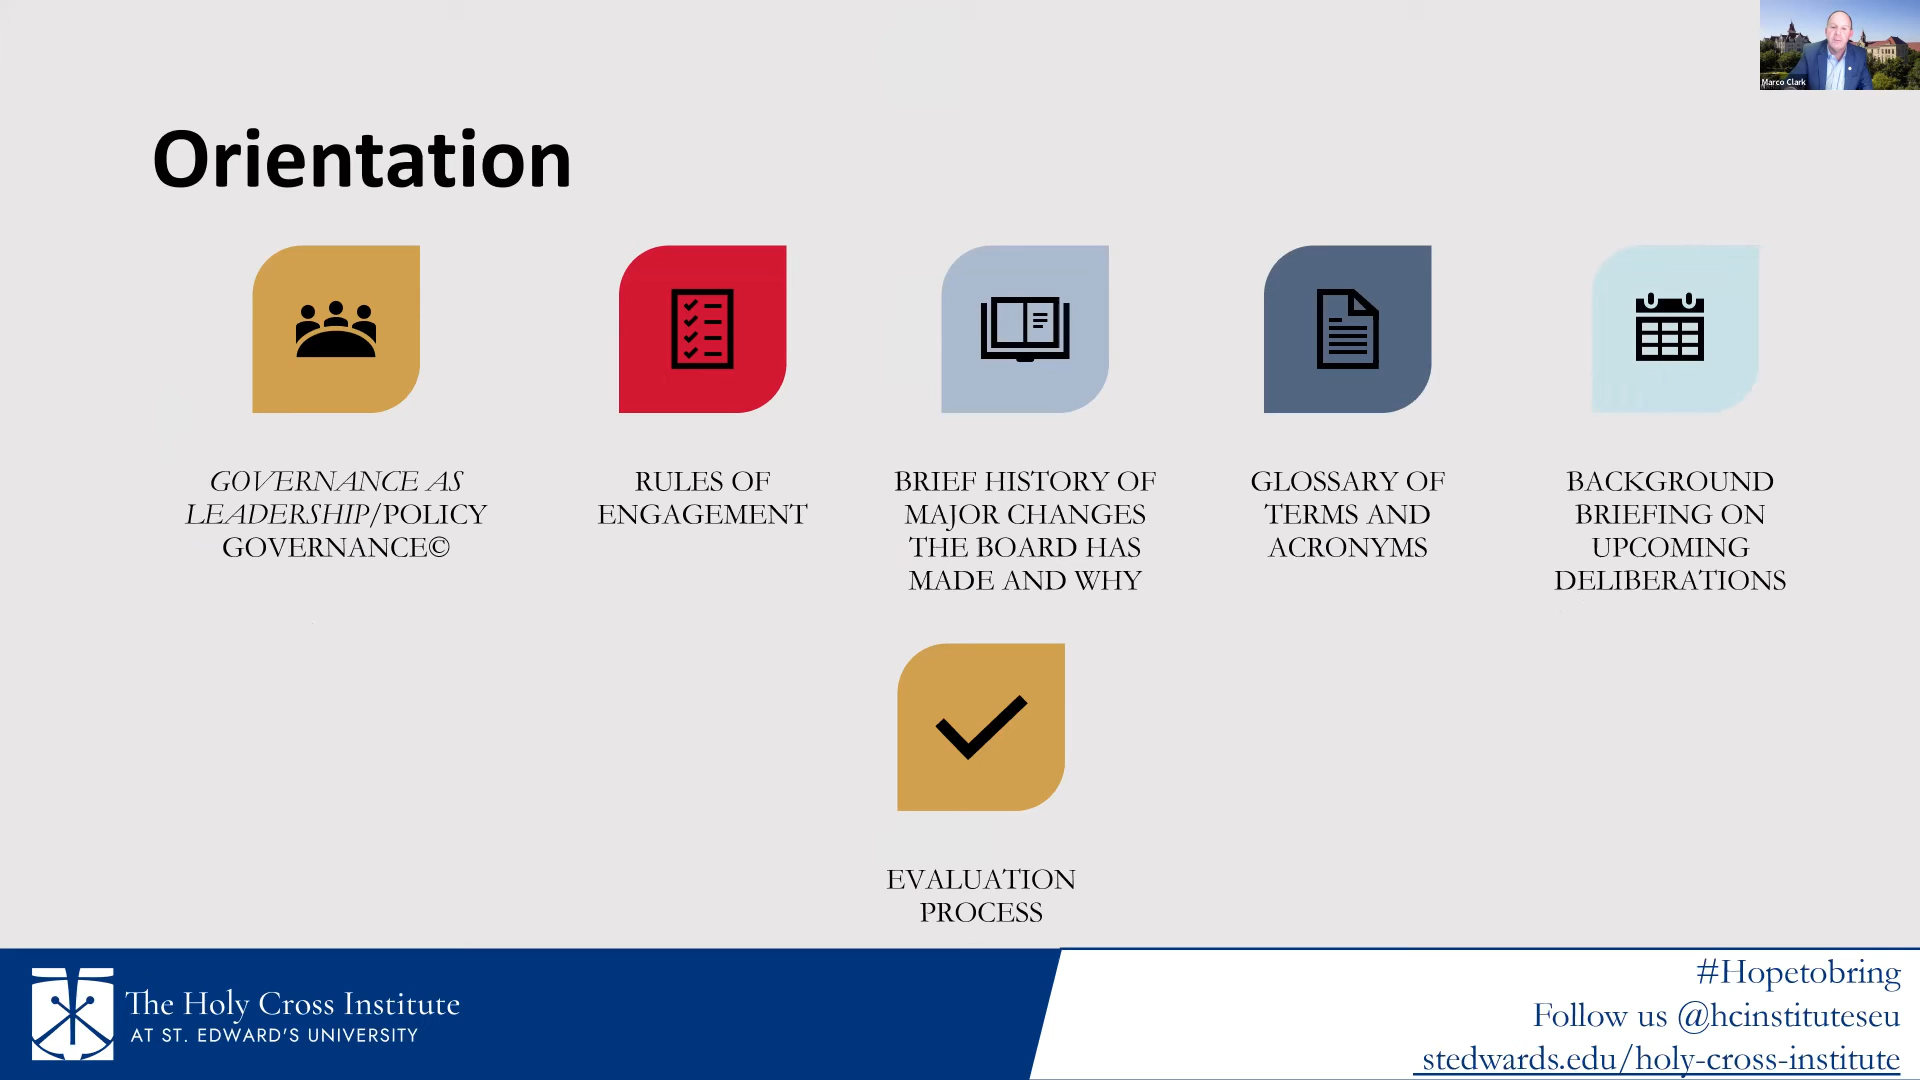 Marco Clark
Orientation
GOVERNANCE AS
LEADERSHIP/POLICY
GOVERNANCE©
RULES OF
ENGAGEMENT
BRIEF HISTORY OF
MAJOR CHANGES
THE BOARD HAS
MADE AND WHY
GLOSSARY OF
TERMS AND
ACRONYMS
BACKGROUND
BRIEFING ON
UPCOMING
DELIBERATIONS
EVALUATION
PROCESS
The Holy Cross Institute
AT ST. EDWARD'S UNIVERSITY
#Hopetobring
Follow us @hcinstituteseu
stedwards.edu/holy-cross-institute